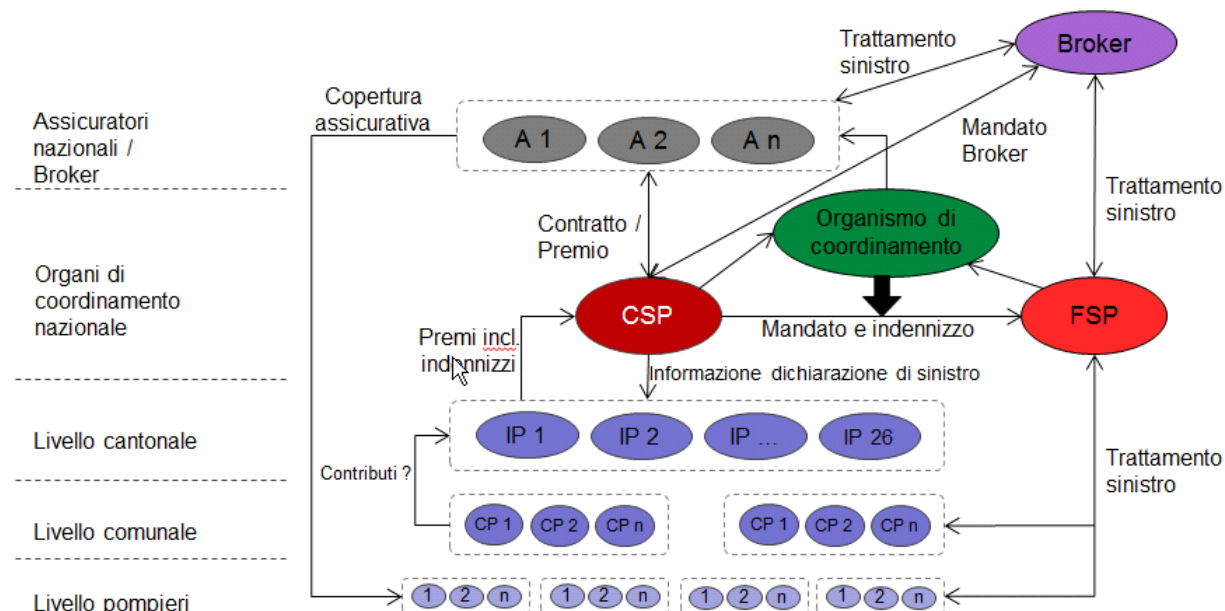 Broker
Trattamento
sinistro
Copertura
assicurativa
Assicuratori
nazionali /
Broker
A 1
A 2
A n
Mandato
Broker
Trattamento
sinistro
Contratto /
Premio
Organismo di
coordinamento
Organi di
coordinamento
nazionale
CSP
FSP
Mandato e indennizzo
Premi incl.
indennizzi
Informazione dichiarazione di sinistro
Livello cantonale
IP 1
IP 2
IP ...
IP 26
Contributi ?
Trattamento
sinistro
Livello comunale
CP 1
CP 2
CP n
CP 1
CP 2
CP n
Livello pompieri
1
2
n
1
2
n
1
2
n
1
2
n